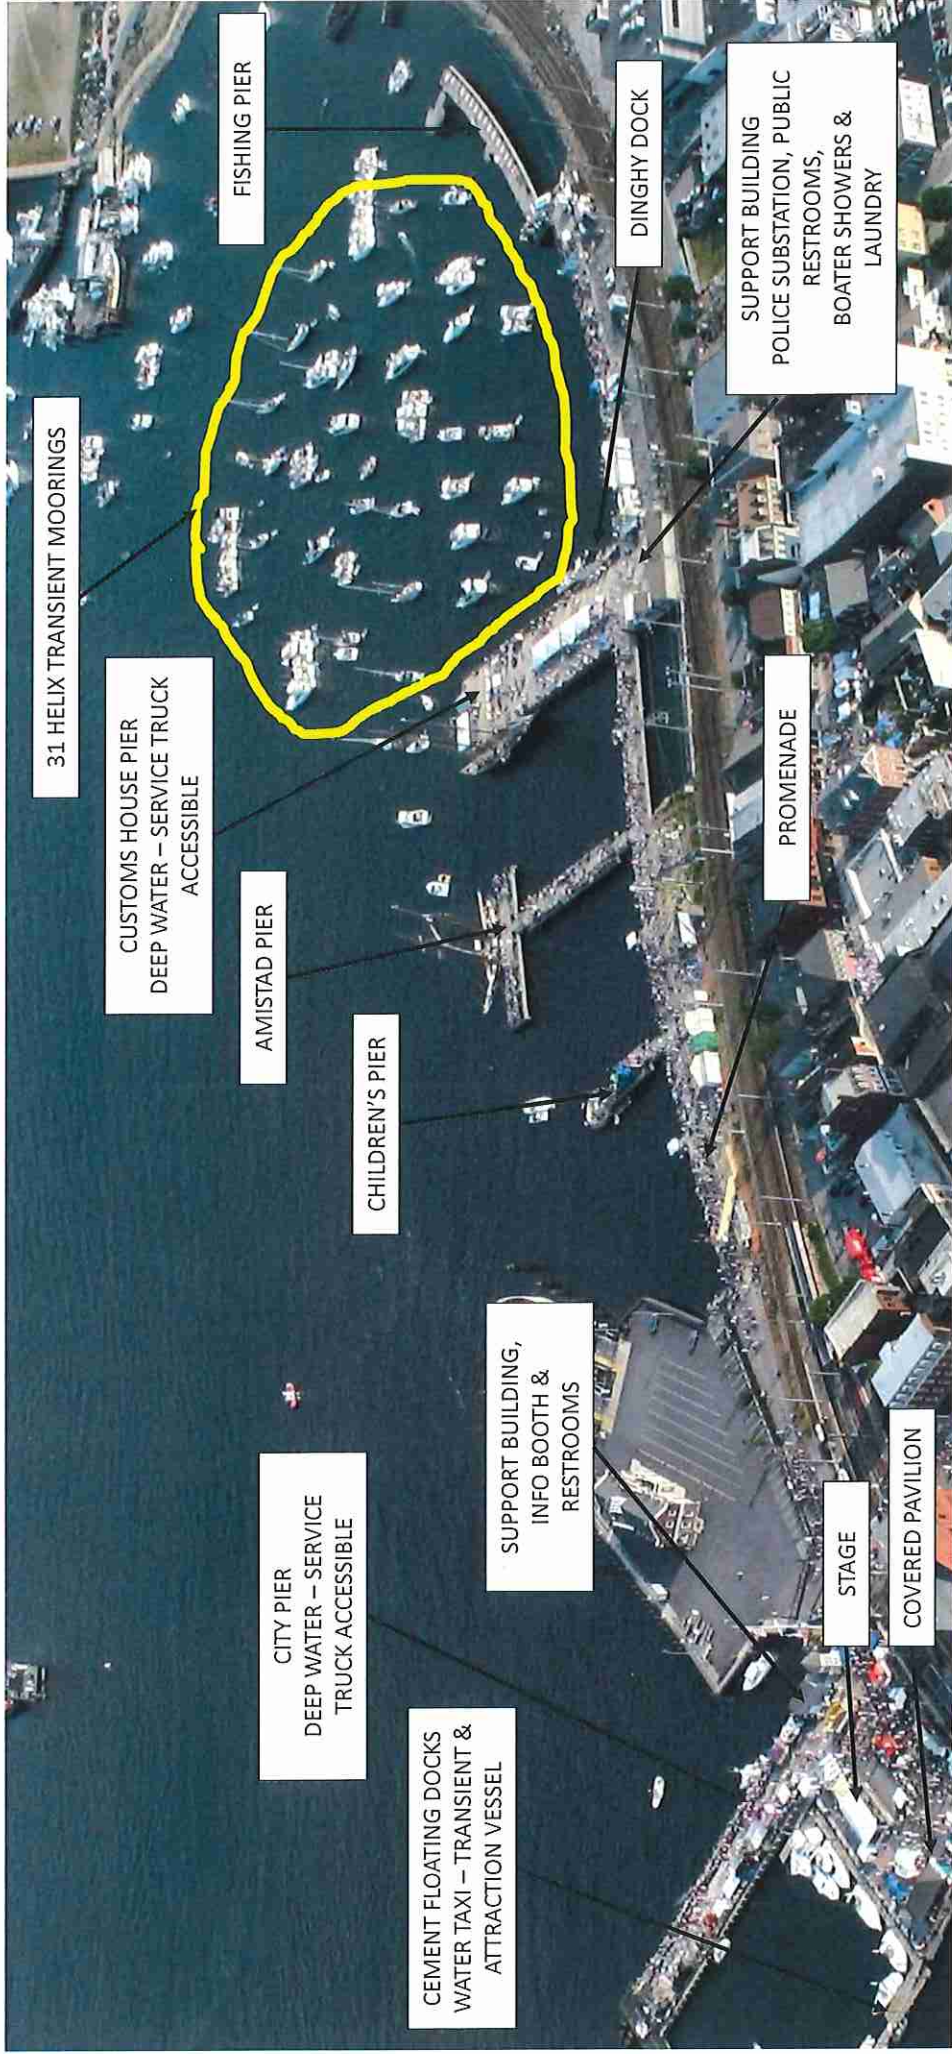 CEMENT FLOATING DOCKS
WATER TAXI – TRANSIENT &
ATTRACTION VESSEL
CITY PIER
DEEP WATER – SERVICE
TRUCK ACCESSIBLE
SUPPORT BUILDING,
INFO BOOTH &
RESTROOMS
STAGE
COVERED PAVILION
CHILDREN'S PIER
AMISTAD PIER
CUSTOMS HOUSE PIER
DEEP WATER – SERVICE TRUCK
ACCESSIBLE
31 HELIX TRANSIENT MOORINGS
PROMENADE
FISHING PIER
DINGHY DOCK
SUPPORT BUILDING
POLICE SUBSTATION, PUBLIC
RESTROOMS,
BOATER SHOWERS &
LAUNDRY